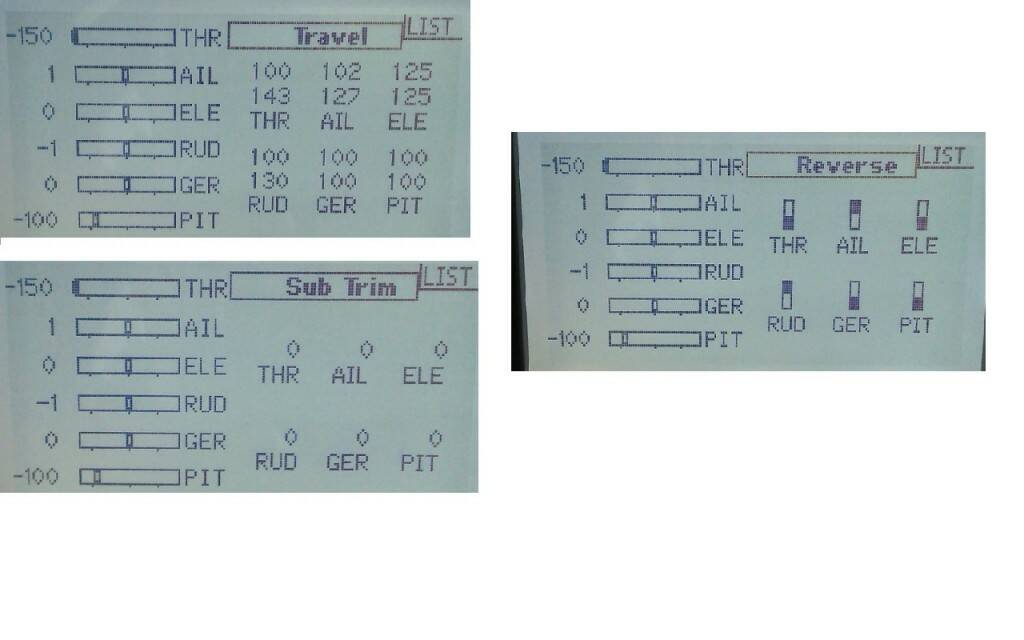 -150 THR Travel LIST
1 AIL 100 102 125
143 127 125
0 ELE THR AIL ELE
-1 RUD 100 100 100
0 GER 130 100 100
RUD GER PIT
-100 PIT
-150 THR Sub Trim LIST
1 AIL
0 0 0
0 ELE THR AIL ELE
-1 RUD
0 GER 0 0 0
RUD GER PIT
-100 PIT
-150 THR Reverse LIST
1 AIL
0 ELE THR AIL ELE
-1 RUD
0 GER
RUD GER PIT
-100 PIT